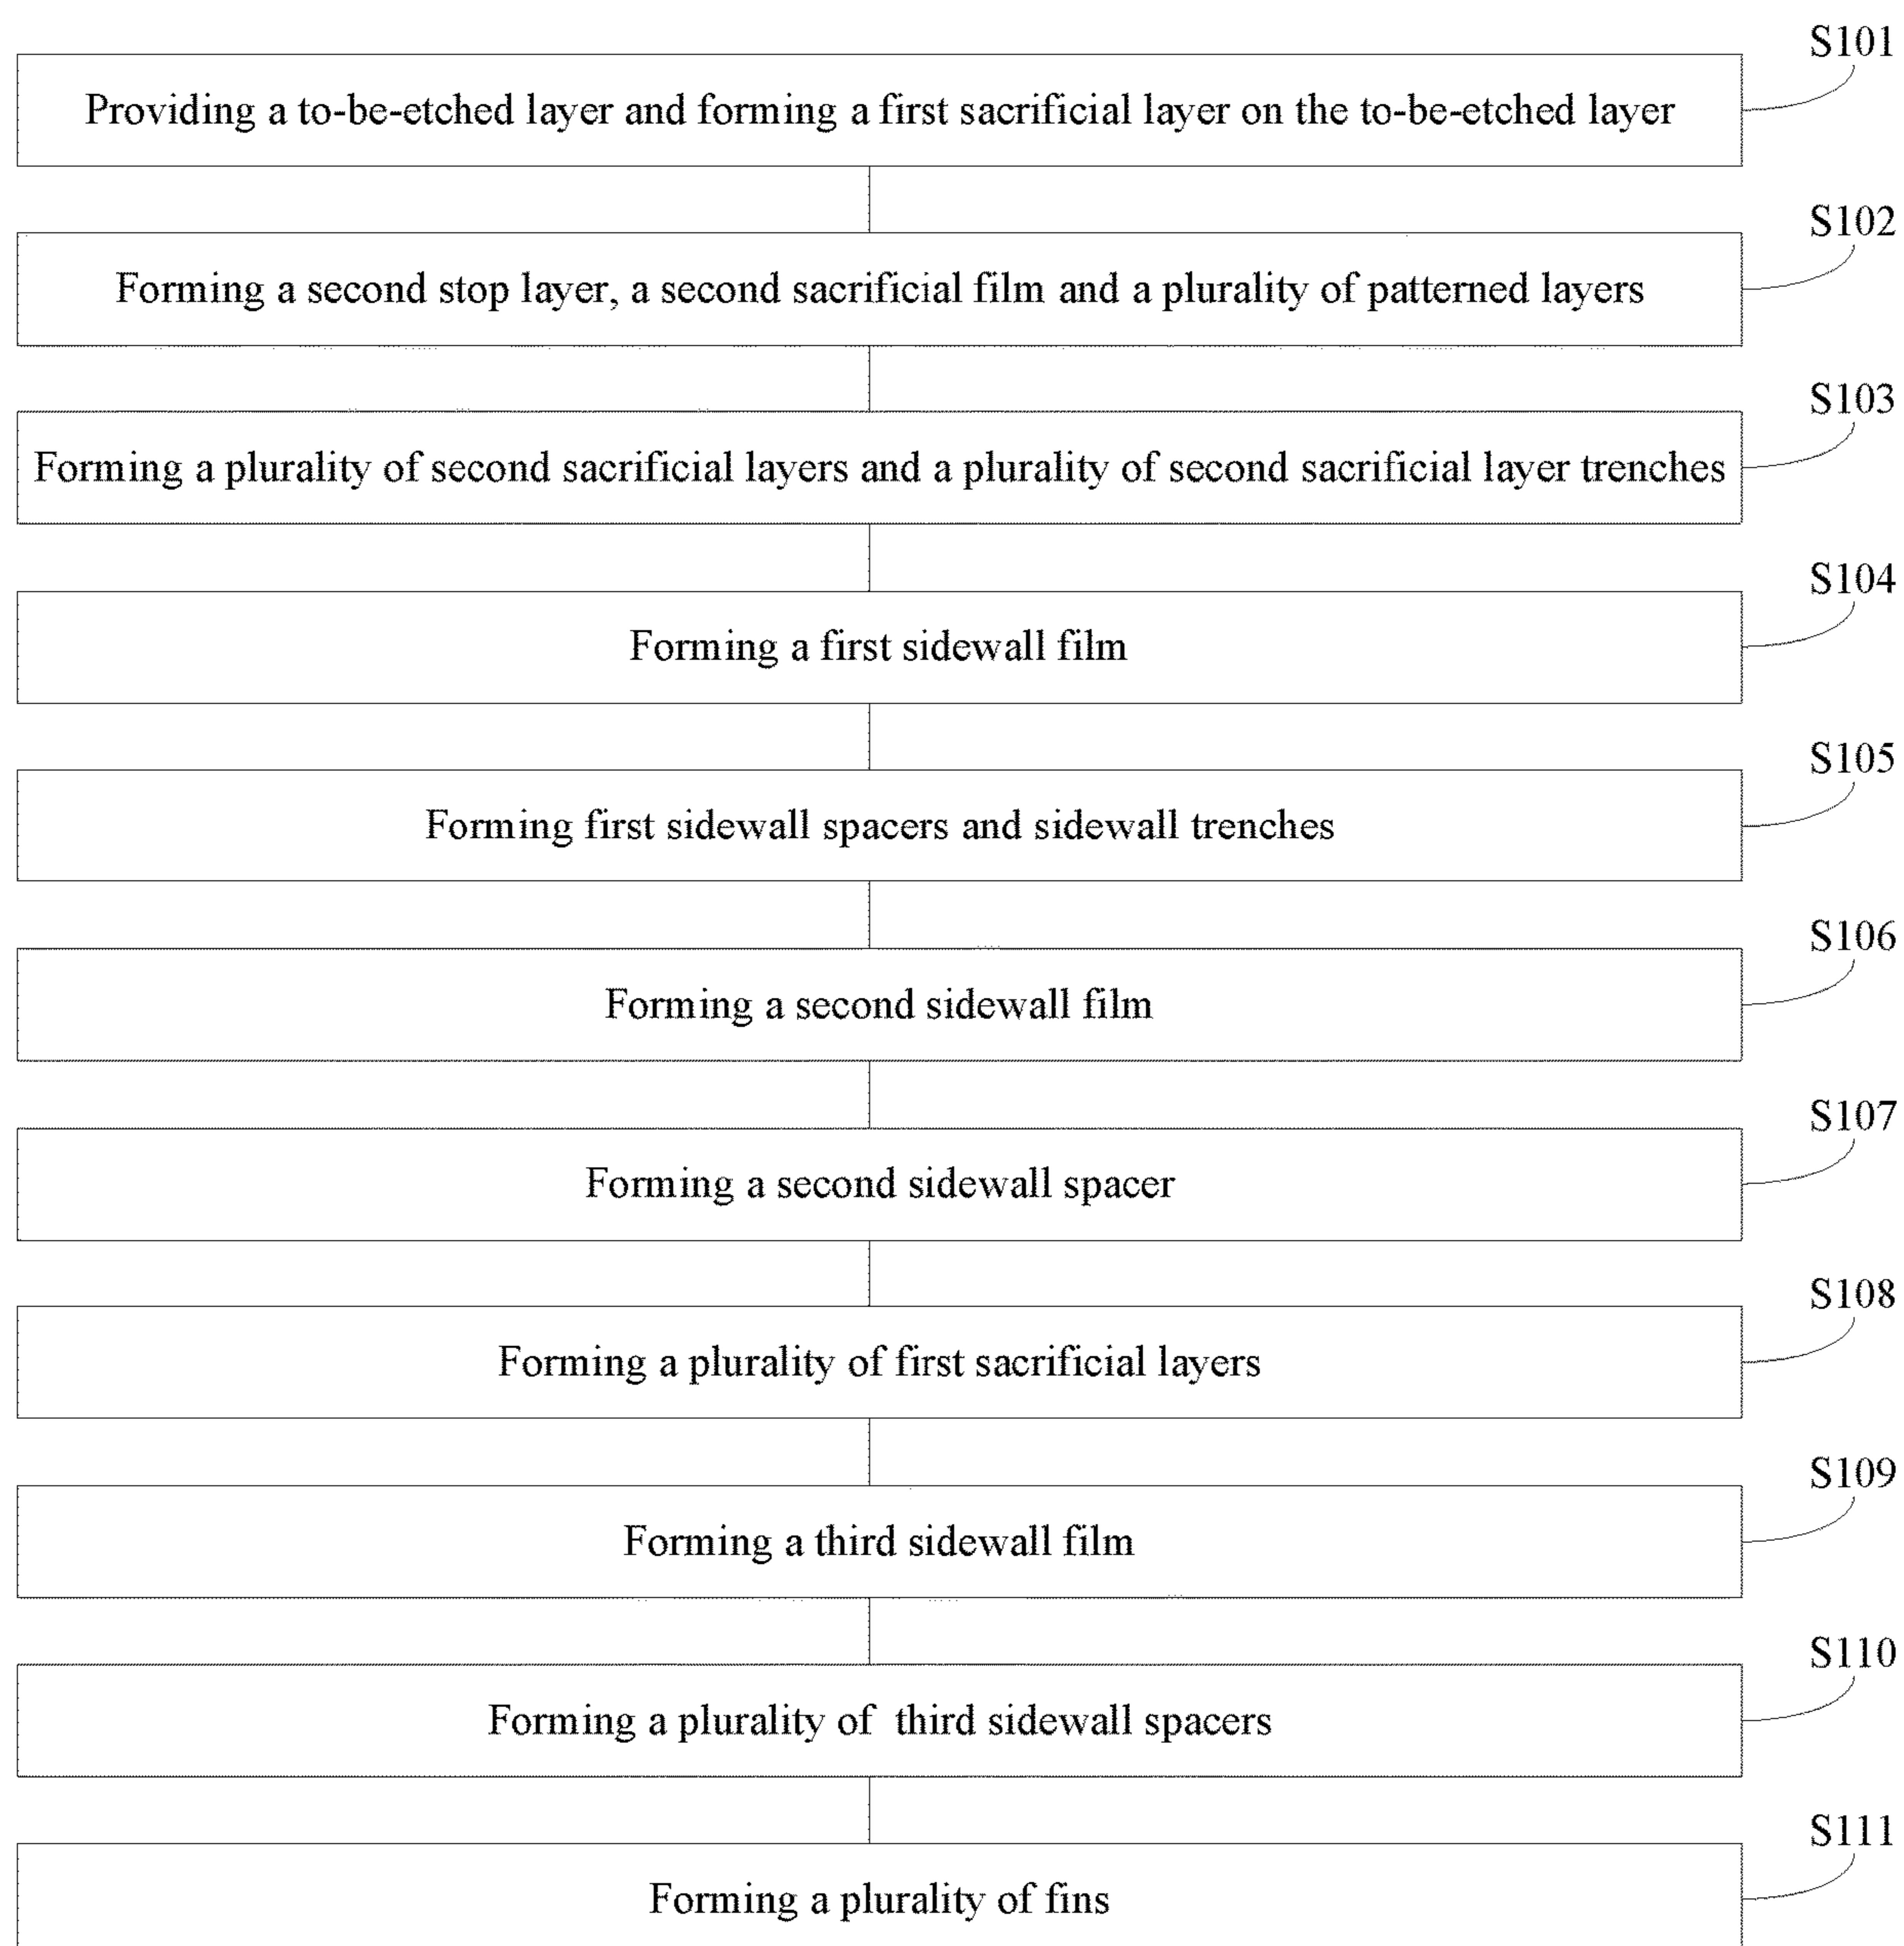 S101
Providing a to-be-etched layer and forming a first sacrificial layer on the to-be-etched layer
S102
Forming a second stop layer, a second sacrificial film and a plurality of patterned layers
S103
Forming a plurality of second sacrificial layers and a plurality of second sacrificial layer trenches
S104
Forming a first sidewall film
S105
Forming first sidewall spacers and sidewall trenches
S106
Forming a second sidewall film
S107
Forming a second sidewall spacer
S108
Forming a plurality of first sacrificial layers
S109
Forming a third sidewall film
S110
Forming a plurality of third sidewall spacers
S111
Forming a plurality of fins